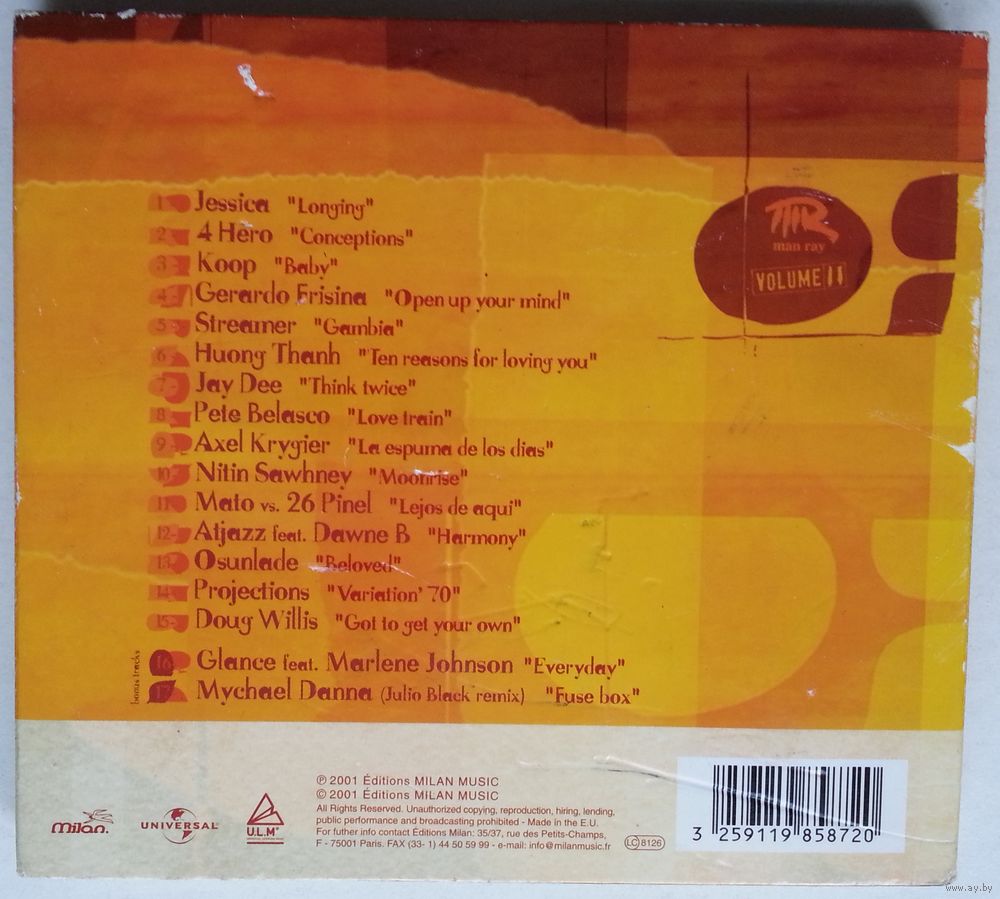 1- Jessica "Longing"
2- 4 Hero "Conceptions"
3- Koop "Baby"
4- Gerardo Frisina "Open up your mind"
5- Streamer "Gambia"
6- Huong Thanh "Ten reasons for loving you"
7- Jay Dee "Think twice"
8- Pete Belasco "Love train"
9- Axel Krygier "La espuma de los dias"
10- Nitin Sawhney "Moonrise"
11- Mato vs. 26 Pinel "Lejos de aqui"
12- Atjazz feat. Dawne B "Harmony"
13- Osunlade "Beloved"
14- Projections "Variation' 70"
15- Doug Willis "Got to get your own"
bonus tracks
16- Glance feat. Marlene Johnson "Everyday"
17- Mychael Danna (Julio Black remix) "Fuse box"
MR
man ray
VOLUME II
milan.
UNIVERSAL
U.L.M
℗ 2001 Éditions MILAN MUSIC
© 2001 Éditions MILAN MUSIC
All Rights Reserved. Unauthorized copying, reproduction, hiring, lending,
public performance and broadcasting prohibited - Made in the E.U.
For futher info contact Éditions Milan: 35/37, rue des Petits-Champs,
F - 75001 Paris. FAX (33- 1) 44 50 59 99 - e-mail: info@milanmusic.fr
LC 8126
3 259119 858720
www.ay.by